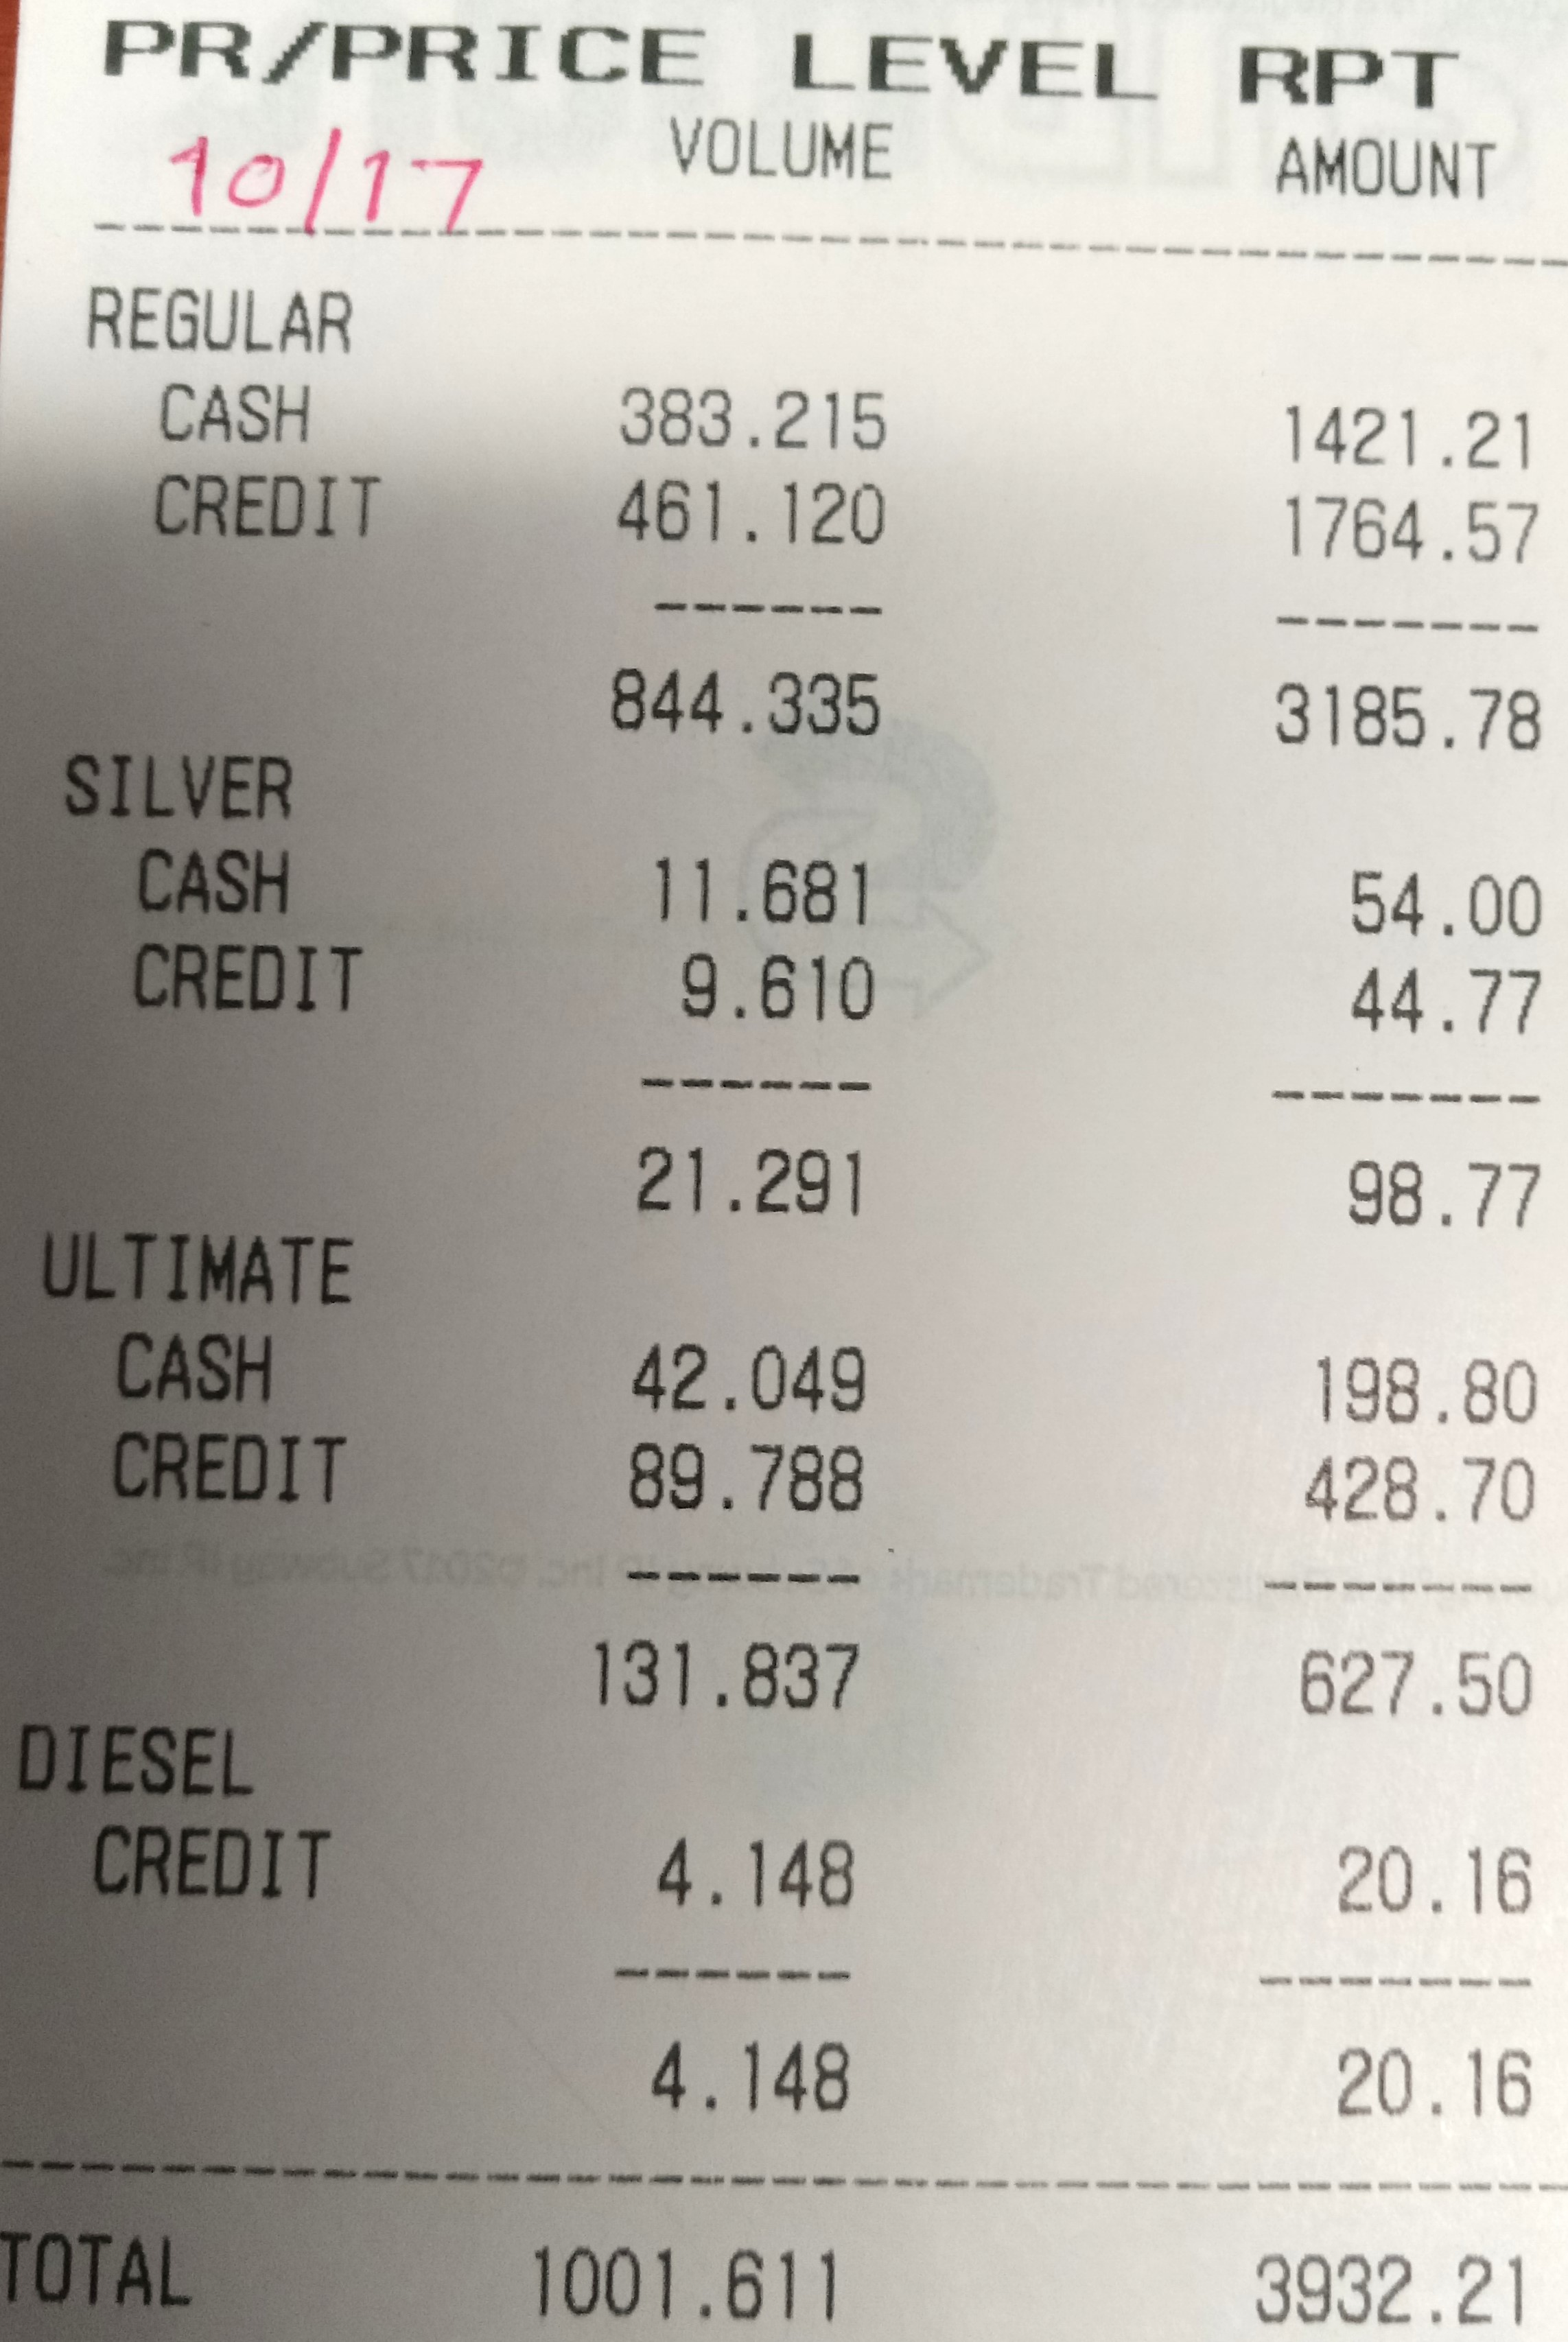 PR/PRICE LEVEL RPT
VOLUME AMOUNT
10/17
REGULAR
CASH 383.215 1421.21
CREDIT 461.120 1764.57
844.335 3185.78
SILVER
CASH 11.681 54.00
CREDIT 9.610 44.77
21.291 98.77
ULTIMATE
CASH 42.049 198.80
CREDIT 89.788 428.70
131.837 627.50
DIESEL
CREDIT 4.148 20.16
4.148 20.16
TOTAL 1001.611 3932.21